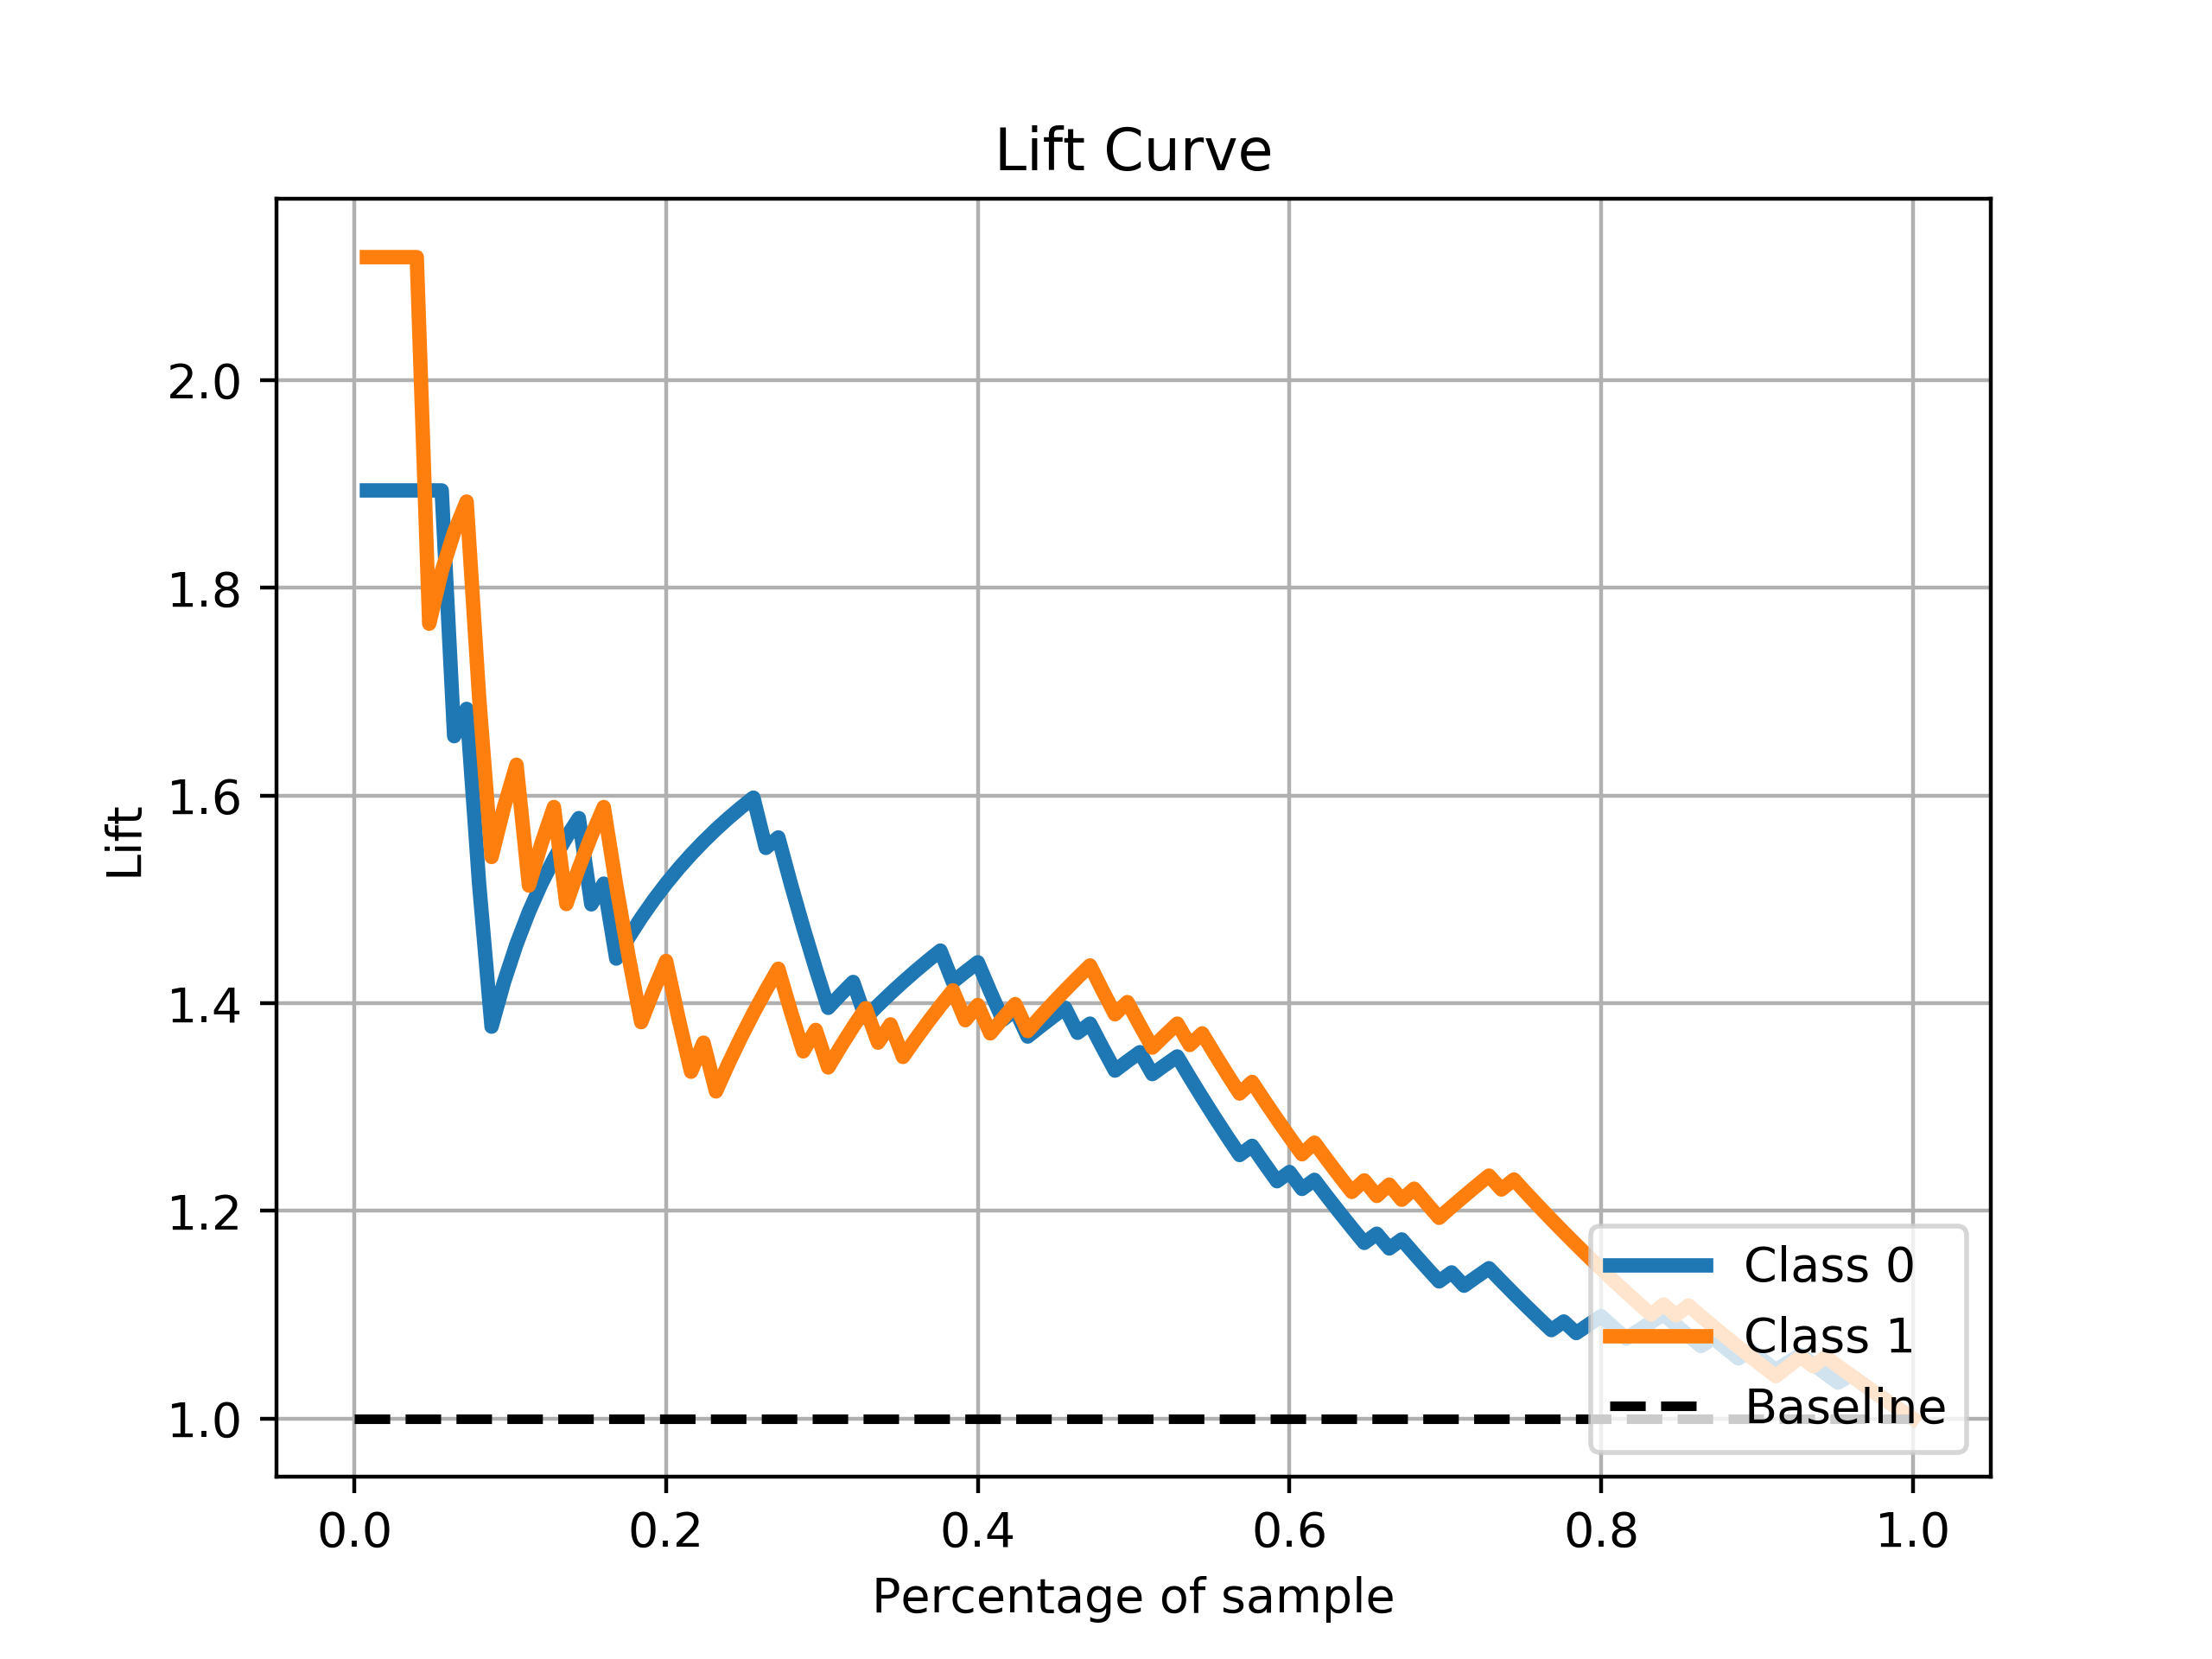 Lift Curve
Lift
2.0
1.8
1.6
1.4
1.2
1.0
0.0 0.2 0.4 0.6 0.8 1.0
Percentage of sample
Class 0
Class 1
Baseline